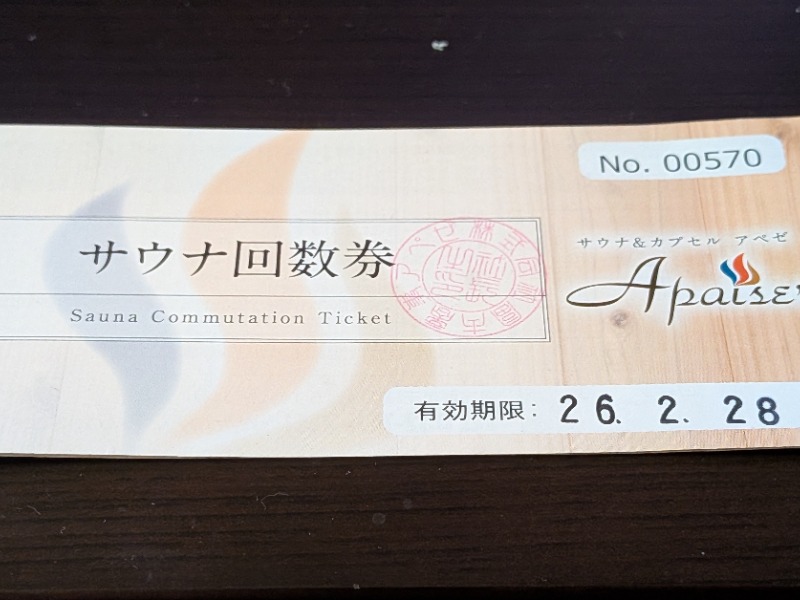 No. 00570
サウナ回数券
Sauna Commutation Ticket
サウナ&カプセル アペゼ
Apaiser
有効期限: 26. 2. 28